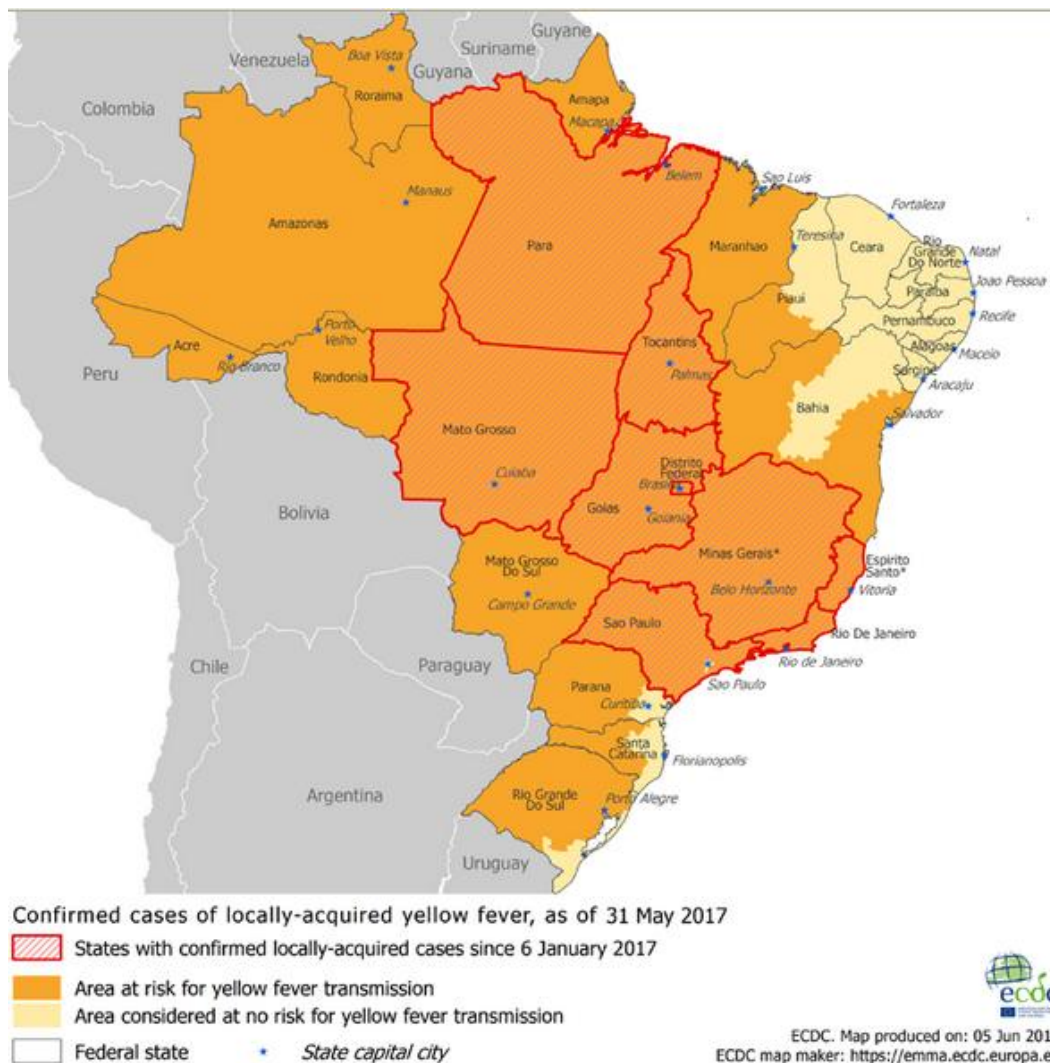 Guyane
Suriname
Venezuela
Guyana
Boa Vista
Roraima
Colombia
Amapa
Macapa
Belem
Sao Luis
Manaus
Fortaleza
Amazonas
Para
Maranhao
Teresina
Ceara
Rio
Grande
Do Norte
Natal
Joao Pessoa
Paraiba
Piaui
Pernambuco
Recife
Porto
Velho
Acre
Rio Branco
Tocantins
Alagoas
Maceio
Peru
Rondonia
Palmas
Sergipe
Aracaju
Bahia
Salvador
Mato Grosso
Distrito
Federal
Cuiaba
Brasilia
Bolivia
Goias
Goiania
Minas Gerais*
Espirito
Santo*
Mato Grosso
Do Sul
Belo Horizonte
Vitoria
Campo Grande
Sao Paulo
Rio De Janeiro
Chile
Paraguay
Rio de Janeiro
Sao Paulo
Parana
Curitiba
Santa
Catarina
Florianopolis
Argentina
Rio Grande
Do Sul
Porto Alegre
Uruguay
Confirmed cases of locally-acquired yellow fever, as of 31 May 2017
States with confirmed locally-acquired cases since 6 January 2017
Area at risk for yellow fever transmission
Area considered at no risk for yellow fever transmission
ecdc
Federal state
State capital city
ECDC. Map produced on: 05 Jun 201
ECDC map maker: https://emma.ecdc.europa.e